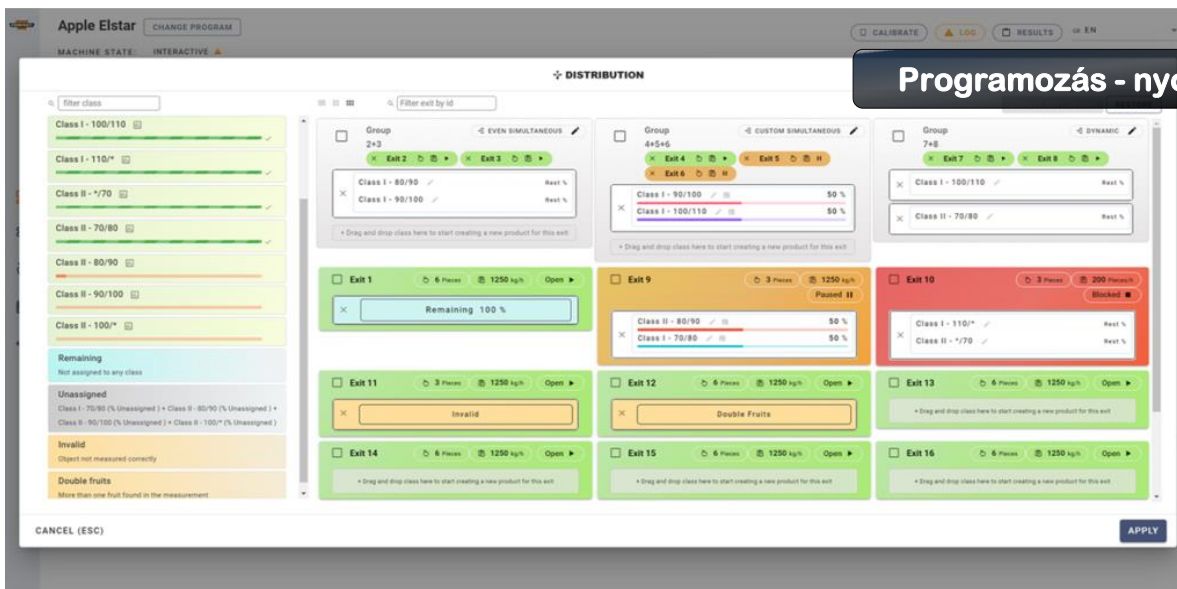 Apple Elstar CHANGE PROGRAM
MACHINE STATE: INTERACTIVE
CALIBRATE LOG RESULTS EN
DISTRIBUTION
Programozás - nyo
filter class
Filter exit by id
Class I - 100/110
Class I - 110/*
Class II - */70
Class II - 70/80
Class II - 80/90
Class II - 90/100
Class II - 100/*
Remaining
Not assigned to any class
Unassigned
Class I - 70/80 (% Unassigned ) + Class II - 80/90 (% Unassigned ) +
Class II - 90/100 (% Unassigned ) + Class II - 100/* (% Unassigned )
Invalid
Object not measured correctly
Double fruits
More than one fruit found in the measurement
Group EVEN SIMULTANEOUS
2+3
Exit 2 Exit 3
Class I - 80/90 Rest %
Class I - 90/100 Rest %
+ Drag and drop class here to start creating a new product for this exit
Group CUSTOM SIMULTANEOUS
4+5+6
Exit 4 Exit 5
Exit 6
Class I - 90/100 50 %
Class I - 100/110 50 %
+ Drag and drop class here to start creating a new product for this exit
Group DYNAMIC
7+8
Exit 7 Exit 8
Class I - 100/110 Rest %
Class II - 70/80 Rest %
Exit 1 6 Pieces 1250 kg/h Open
Remaining 100 %
Exit 9 3 Pieces 1250 kg/h
Paused
Class II - 80/90 50 %
Class I - 70/80 50 %
Exit 10 3 Pieces 200 Pieces/h
Blocked
Class I - 110/* Rest %
Class II - */70 Rest %
Exit 11 3 Pieces 1250 kg/h Open
Invalid
Exit 12 6 Pieces 1250 kg/h Open
Double Fruits
Exit 13 6 Pieces 1250 kg/h Open
+ Drag and drop class here to start creating a new product for this exit
Exit 14 6 Pieces 1250 kg/h Open
+ Drag and drop class here to start creating a new product for this exit
Exit 15 6 Pieces 1250 kg/h Open
+ Drag and drop class here to start creating a new product for this exit
Exit 16 6 Pieces 1250 kg/h Open
+ Drag and drop class here to start creating a new product for this exit
CANCEL (ESC)
APPLY